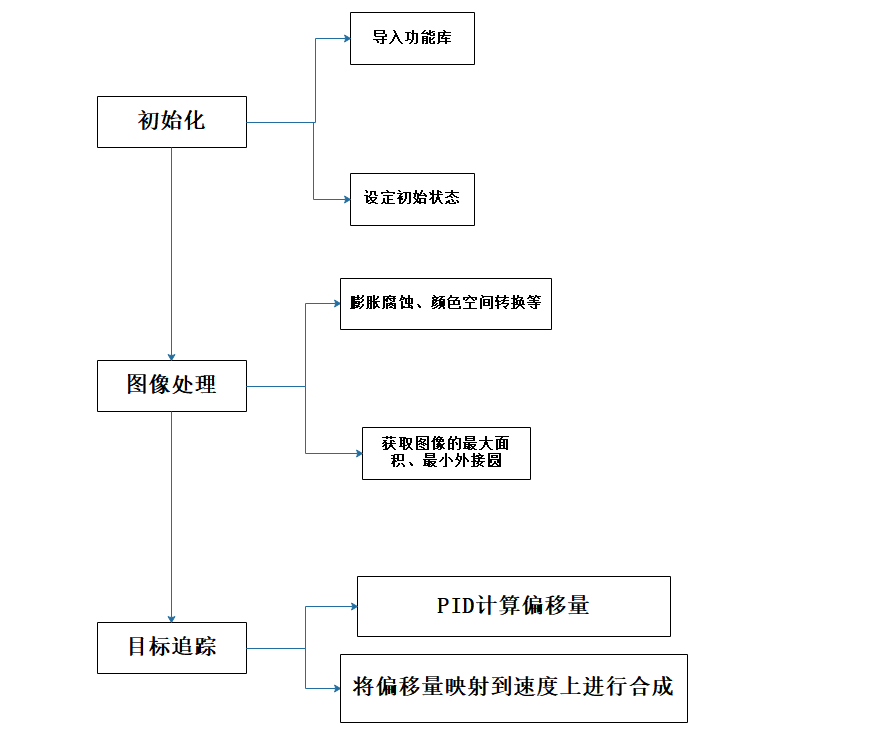 导入功能库
初始化
设定初始状态
膨胀腐蚀、颜色空间转换等
图像处理
获取图像的最大面
积、最小外接圆
PID计算偏移量
目标追踪
将偏移量映射到速度上进行合成